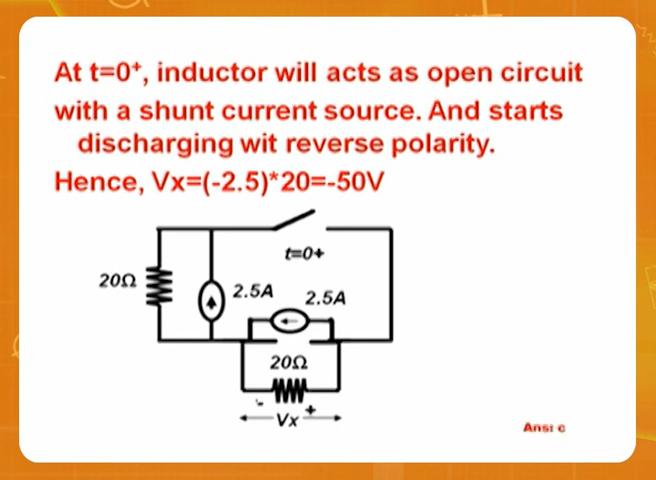 At t=0⁺, inductor will acts as open circuit
with a shunt current source. And starts
discharging wit reverse polarity.
Hence, Vx=(-2.5)*20=-50V
t=0+
20Ω
2.5A
2.5A
20Ω
- +
Vx
Ans: c